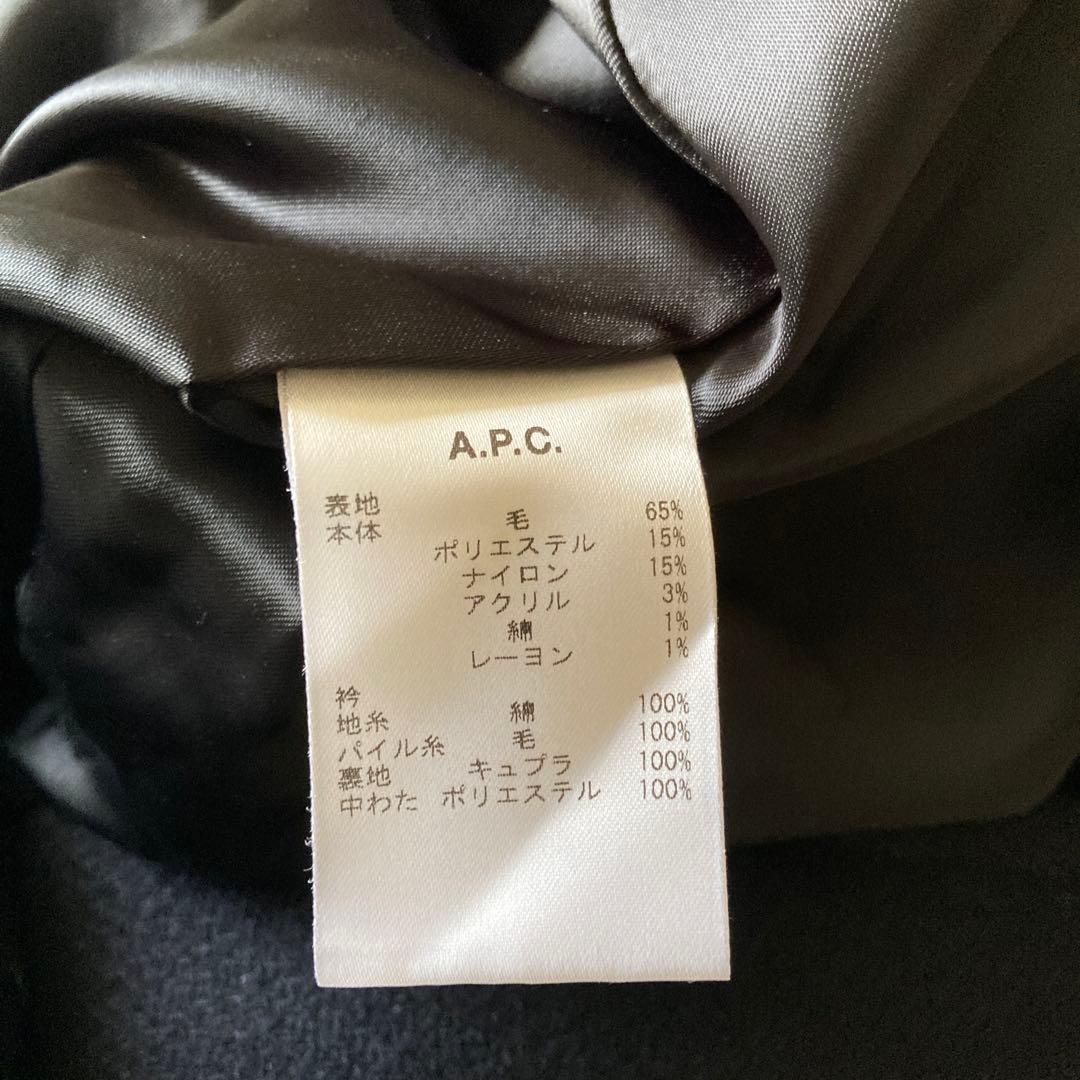 A.P.C.
表地
本体 毛 65%
ポリエステル 15%
ナイロン 15%
アクリル 3%
綿 1%
レーヨン 1%
衿
地糸 綿 100%
パイル糸 毛 100%
裏地 キュプラ 100%
中わた ポリエステル 100%